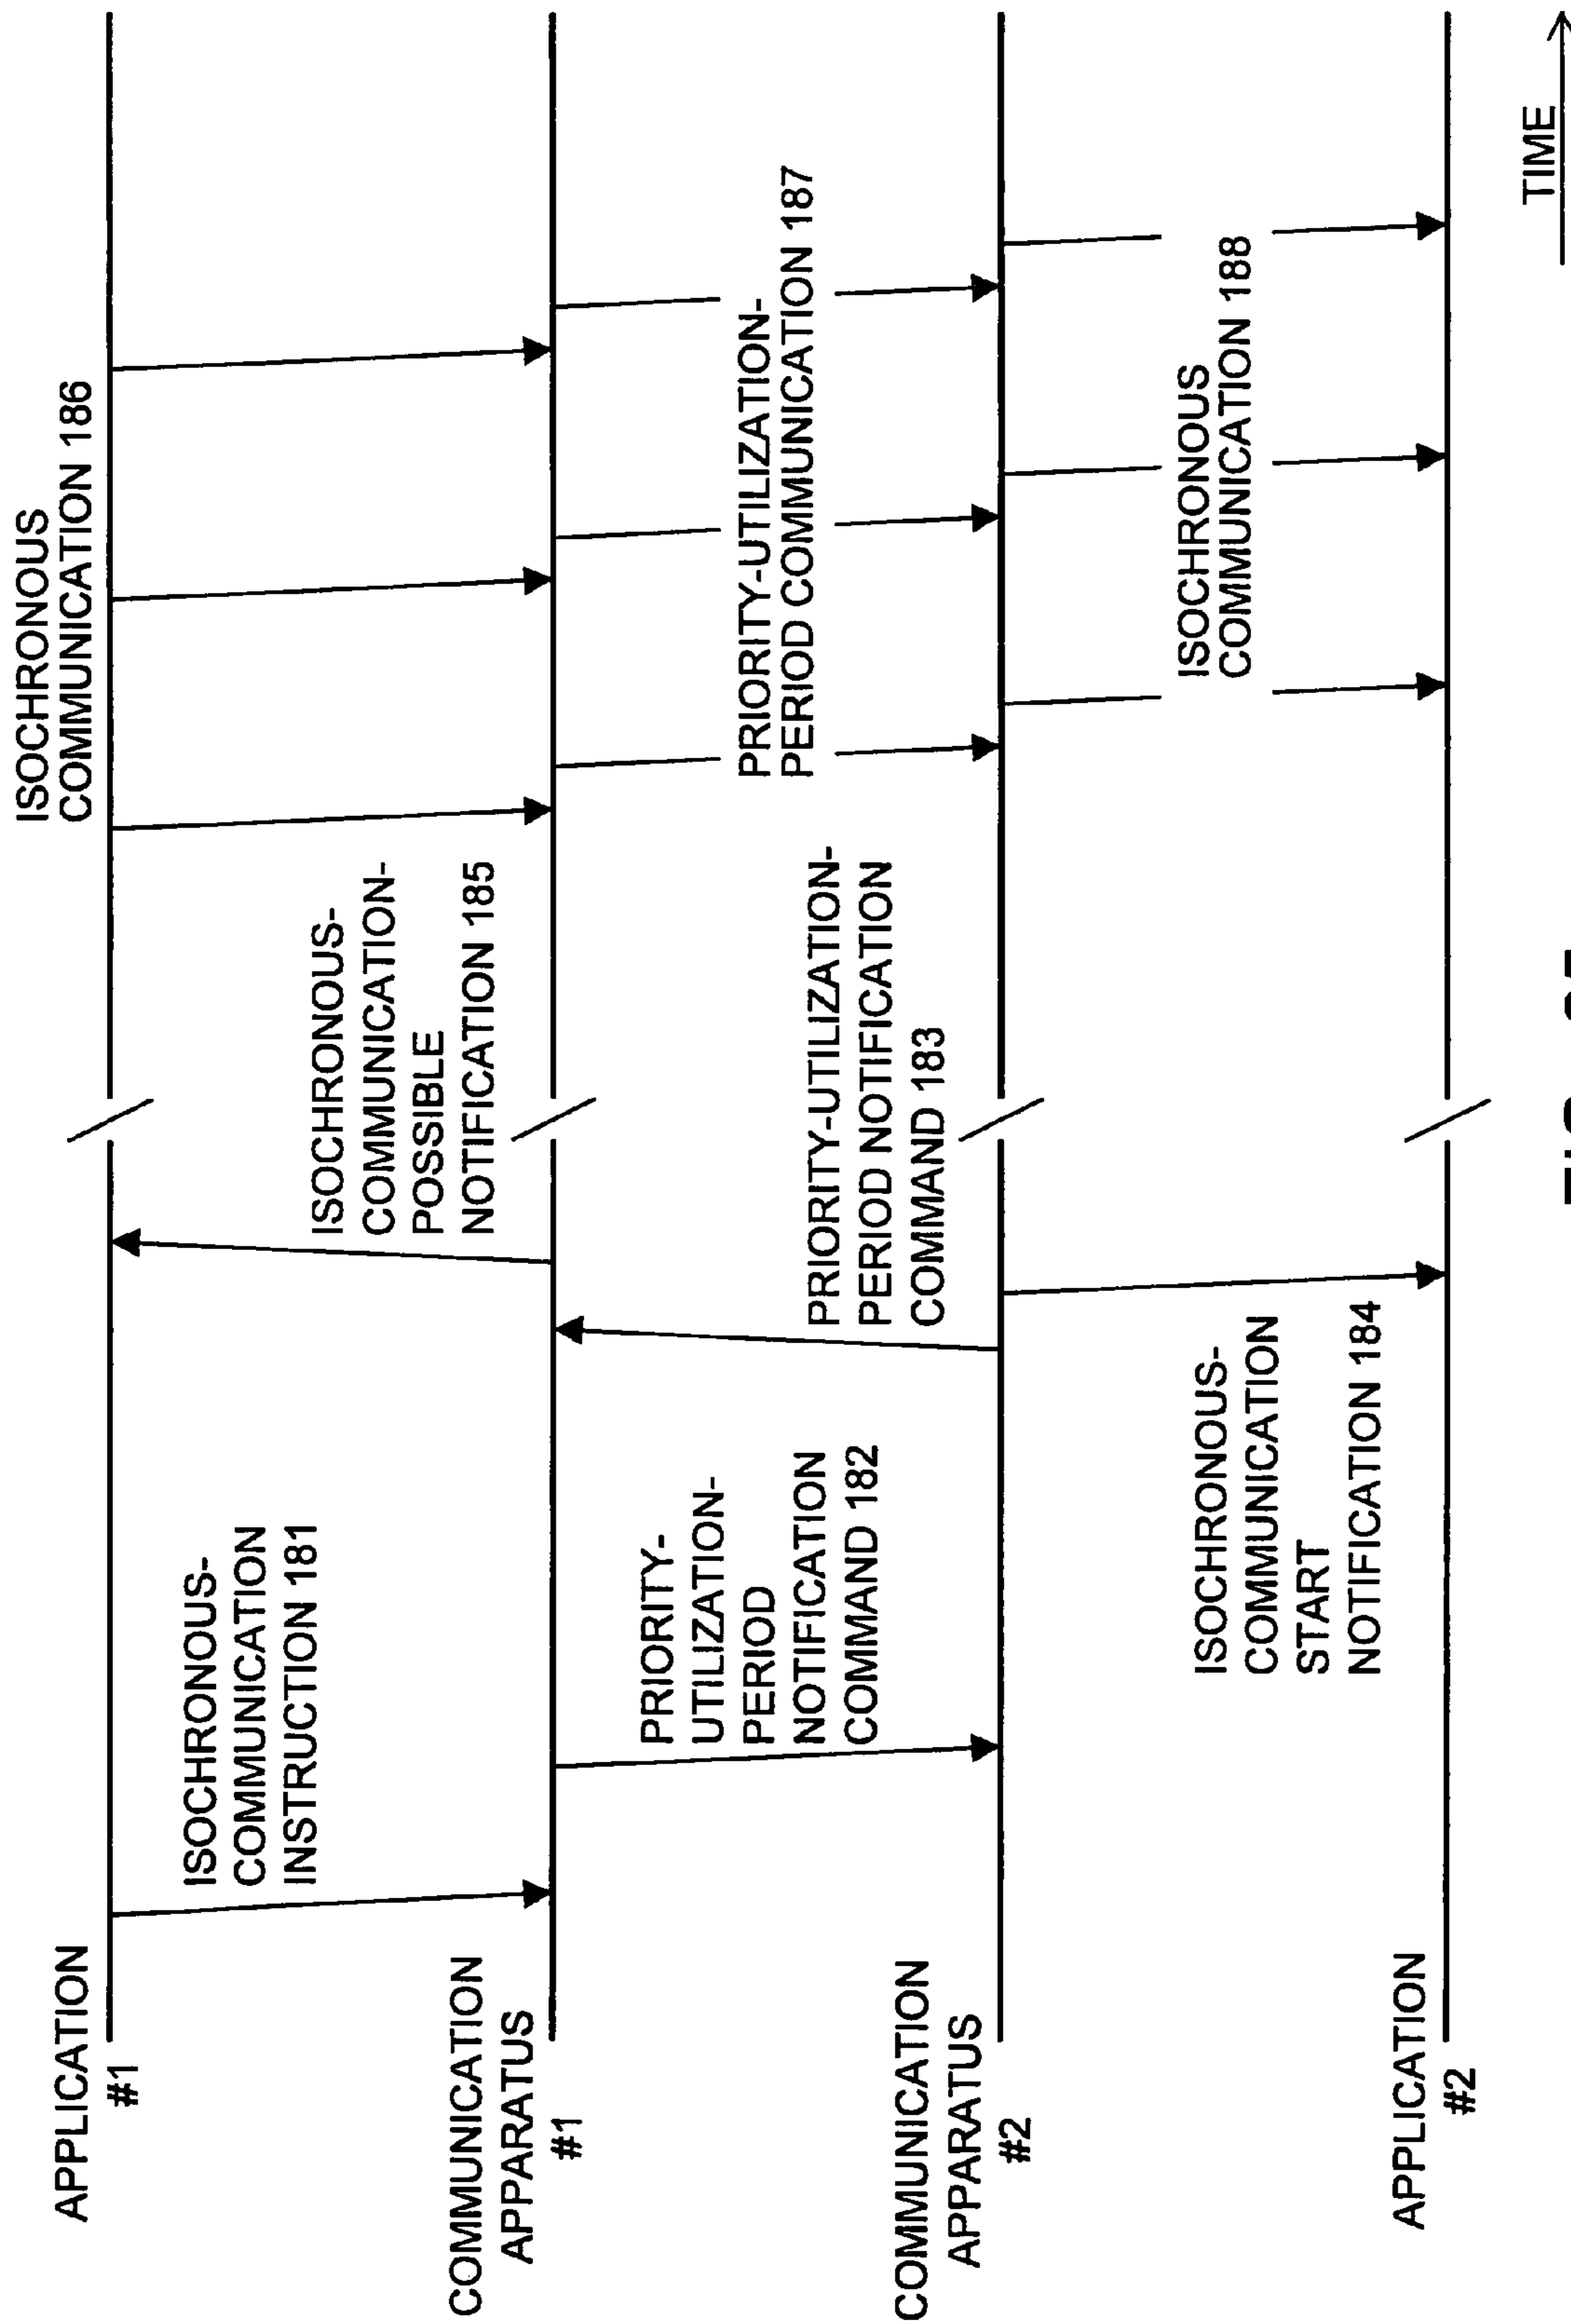 APPLICATION
#1
COMMUNICATION
APPARATUS
#1
COMMUNICATION
APPARATUS
#2
APPLICATION
#2
ISOCHRONOUS-
COMMUNICATION
INSTRUCTION 181
PRIORITY-
UTILIZATION-
PERIOD
NOTIFICATION
COMMAND 182
PRIORITY-UTILIZATION-
PERIOD NOTIFICATION
COMMAND 183
ISOCHRONOUS-
COMMUNICATION
START
NOTIFICATION 184
ISOCHRONOUS-
COMMUNICATION-
POSSIBLE
NOTIFICATION 185
ISOCHRONOUS
COMMUNICATION 186
PRIORITY-UTILIZATION-
PERIOD COMMUNICATION 187
ISOCHRONOUS
COMMUNICATION 188
TIME